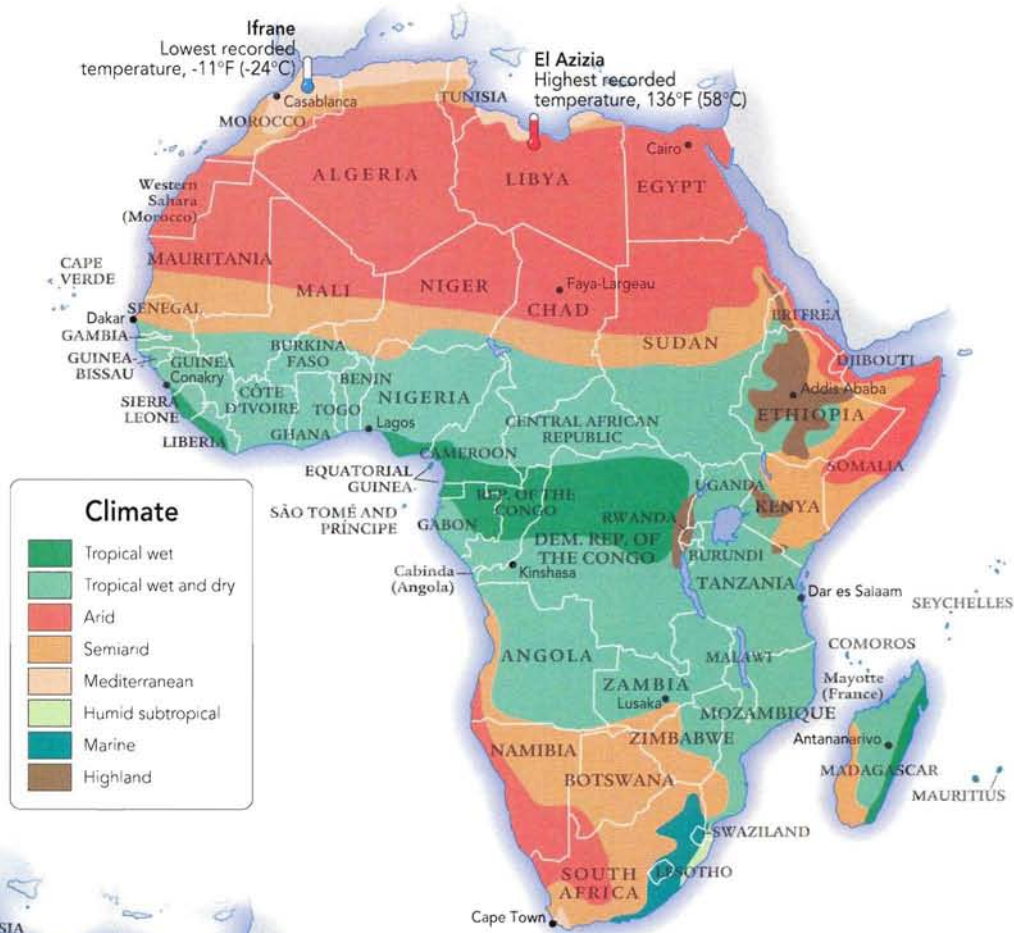 Ifrane
Lowest recorded
temperature, -11°F (-24°C)
El Azizia
Highest recorded
temperature, 136°F (58°C)
Casablanca
TUNISIA
MOROCCO
Cairo
ALGERIA
LIBYA
EGYPT
Western
Sahara
(Morocco)
MAURITANIA
CAPE
VERDE
MALI
NIGER
Faya-Largeau
CHAD
Dakar
SENEGAL
ERITREA
GAMBIA
BURKINA
FASO
SUDAN
DJIBOUTI
GUINEA-
BISSAU
GUINEA
Conakry
BENIN
Addis Ababa
CÔTE
D'IVOIRE
TOGO
NIGERIA
ETHIOPIA
SIERRA
LEONE
Lagos
CENTRAL AFRICAN
REPUBLIC
LIBERIA
GHANA
CAMEROON
SOMALIA
EQUATORIAL
GUINEA
UGANDA
KENYA
SÃO TOMÉ AND
PRÍNCIPE
REP. OF THE
CONGO
RWANDA
GABON
DEM. REP. OF
THE CONGO
BURUNDI
Cabinda
(Angola)
Kinshasa
TANZANIA
Dar es Salaam
SEYCHELLES
COMOROS
ANGOLA
MALAWI
Mayotte
(France)
ZAMBIA
Lusaka
MOZAMBIQUE
Antananarivo
NAMIBIA
ZIMBABWE
MADAGASCAR
BOTSWANA
MAURITIUS
SWAZILAND
LESOTHO
SOUTH
AFRICA
Cape Town
Climate
Tropical wet
Tropical wet and dry
Arid
Semiarid
Mediterranean
Humid subtropical
Marine
Highland
SIA